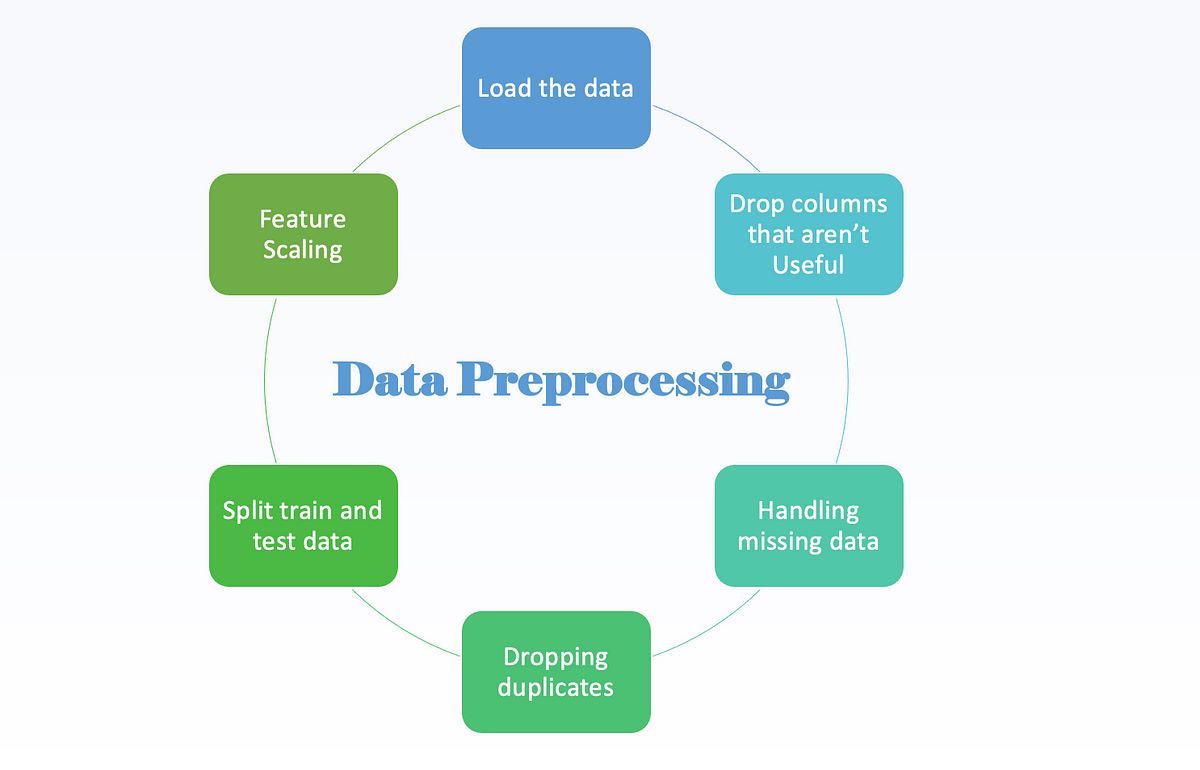 Load the data
Drop columns
that aren’t
Useful
Handling
missing data
Dropping
duplicates
Split train and
test data
Feature
Scaling
Data Preprocessing